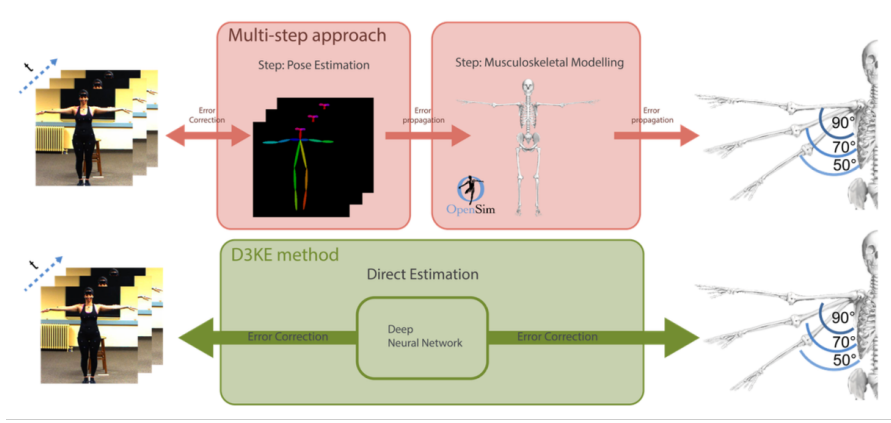 Multi-step approach
Step: Pose Estimation
Step: Musculoskeletal Modelling
t
Error
Correction
Error
propagation
Error
propagation
90°
70°
50°
OpenSim
D3KE method
t
Direct Estimation
Error Correction
Deep
Neural Network
Error Correction
90°
70°
50°